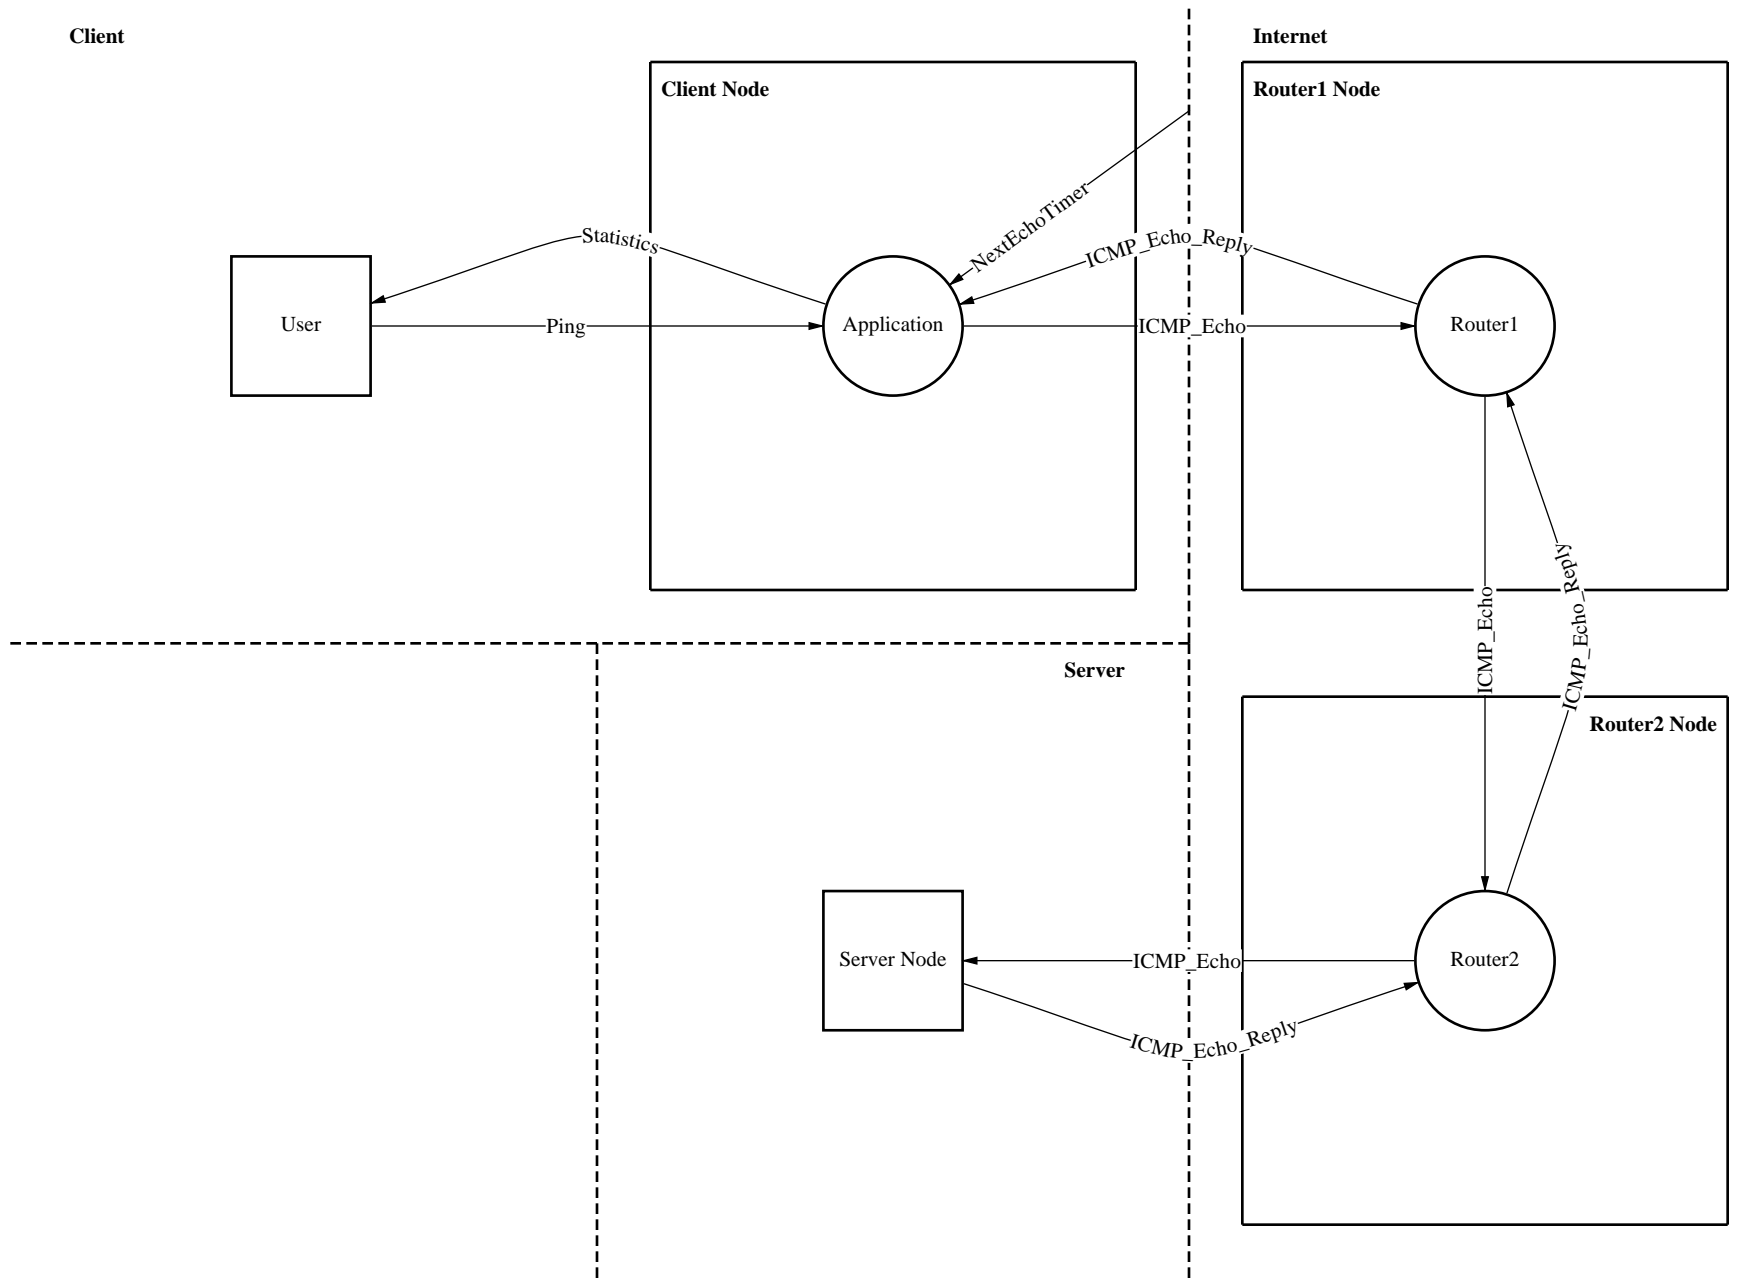 Client
Internet
Client Node
Router1 Node
NextEchoTimer
Statistics
ICMP_Echo_Reply
User
Ping
Application
ICMP_Echo
Router1
ICMP_Echo
ICMP_Echo_Reply
Server
Router2 Node
Server Node
ICMP_Echo
Router2
ICMP_Echo_Reply